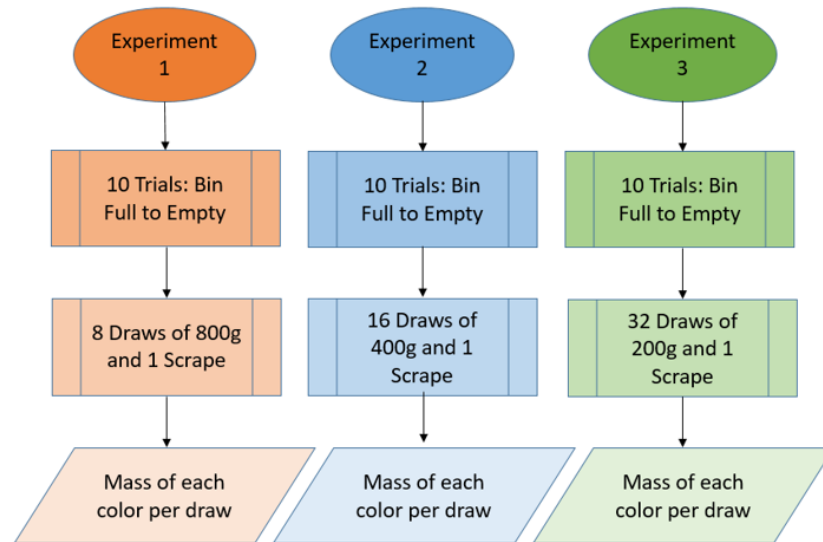 Experiment
1
Experiment
2
Experiment
3
10 Trials: Bin
Full to Empty
10 Trials: Bin
Full to Empty
10 Trials: Bin
Full to Empty
8 Draws of 800g
and 1 Scrape
16 Draws of
400g and 1
Scrape
32 Draws of
200g and 1
Scrape
Mass of each
color per draw
Mass of each
color per draw
Mass of each
color per draw